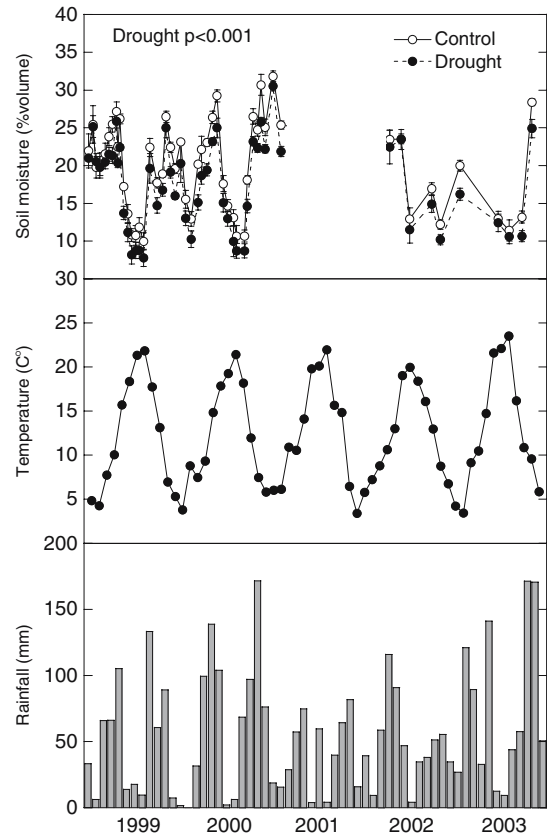 Drought p<0.001
Control
Drought
Soil moisture (%volume)
40
35
30
25
20
15
10
30
Temperature (C°)
25
20
15
10
5
200
Rainfall (mm)
150
100
50
0
1999 2000 2001 2002 2003